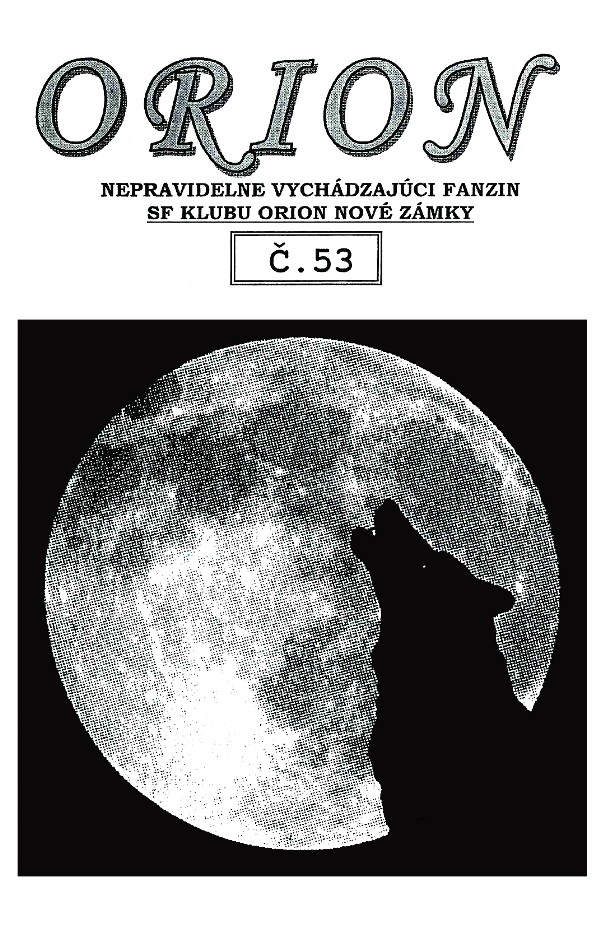 ORION
NEPRAVIDELNE VYCHÁDZAJÚCI FANZIN
SF KLUBU ORION NOVÉ ZÁMKY
Č.53